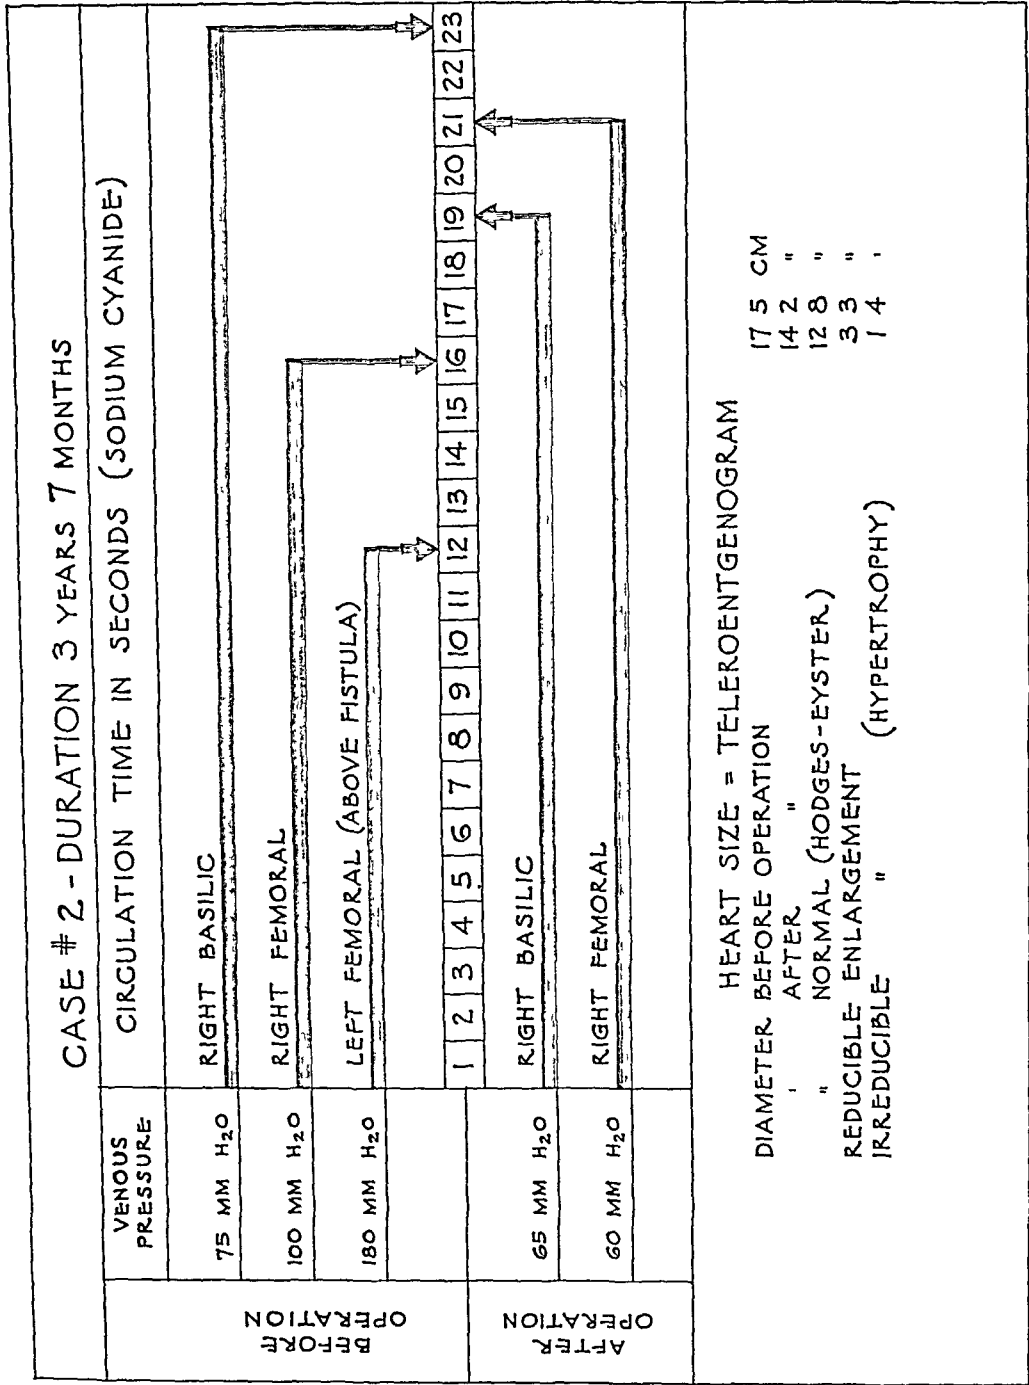 CASE # 2 - DURATION 3 YEARS 7 MONTHS
VENOUS
PRESSURE
CIRCULATION TIME IN SECONDS (SODIUM CYANIDE)
BEFORE
OPERATION
75 MM H₂O
RIGHT BASILIC
100 MM H₂O
RIGHT FEMORAL
180 MM H₂O
LEFT FEMORAL (ABOVE FISTULA)
1 2 3 4 5 6 7 8 9 10 11 12 13 14 15 16 17 18 19 20 21 22 23
AFTER
OPERATION
65 MM H₂O
RIGHT BASILIC
60 MM H₂O
RIGHT FEMORAL
HEART SIZE = TELEROENTGENOGRAM
DIAMETER BEFORE OPERATION 17 5 CM
' AFTER " 14 2 "
" NORMAL (HODGES-EYSTER) 12 8 "
REDUCIBLE ENLARGEMENT 3 3 "
IRREDUCIBLE " (HYPERTROPHY) 1 4 '